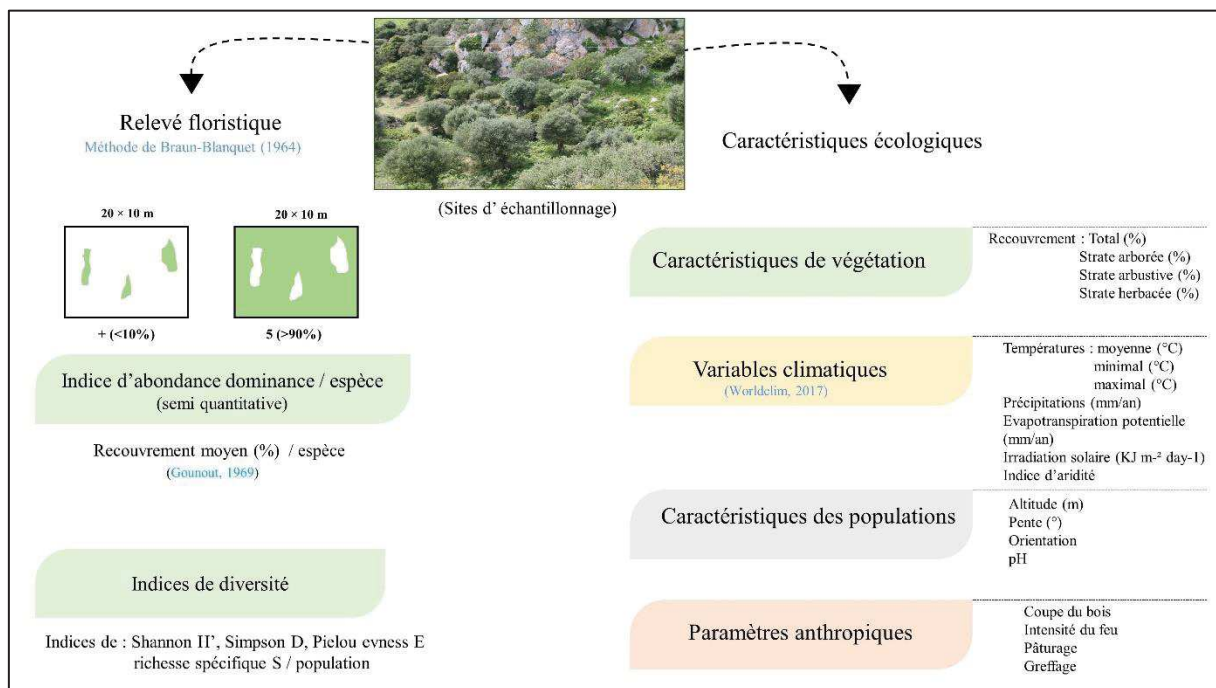 Relevé floristique
Méthode de Braun-Blanquet (1964)
20 × 10 m
20 × 10 m
+ (<10%)
5 (>90%)
Indice d'abondance dominance / espèce
(semi quantitative)
Recouvrement moyen (%) / espèce
(Gounout, 1969)
Indices de diversité
Indices de : Shannon II', Simpson D, Pielou evness E
richesse spécifique S / population
(Sites d' échantillonnage)
Caractéristiques écologiques
Caractéristiques de végétation
Recouvrement : Total (%)
Strate arborée (%)
Strate arbustive (%)
Strate herbacée (%)
Variables climatiques
(Worldclim, 2017)
Températures : moyenne (°C)
minimal (°C)
maximal (°C)
Précipitations (mm/an)
Evapotranspiration potentielle
(mm/an)
Irradiation solaire (KJ m-² day-1)
Indice d'aridité
Caractéristiques des populations
Altitude (m)
Pente (°)
Orientation
pH
Paramètres anthropiques
Coupe du bois
Intensité du feu
Pâturage
Greffage